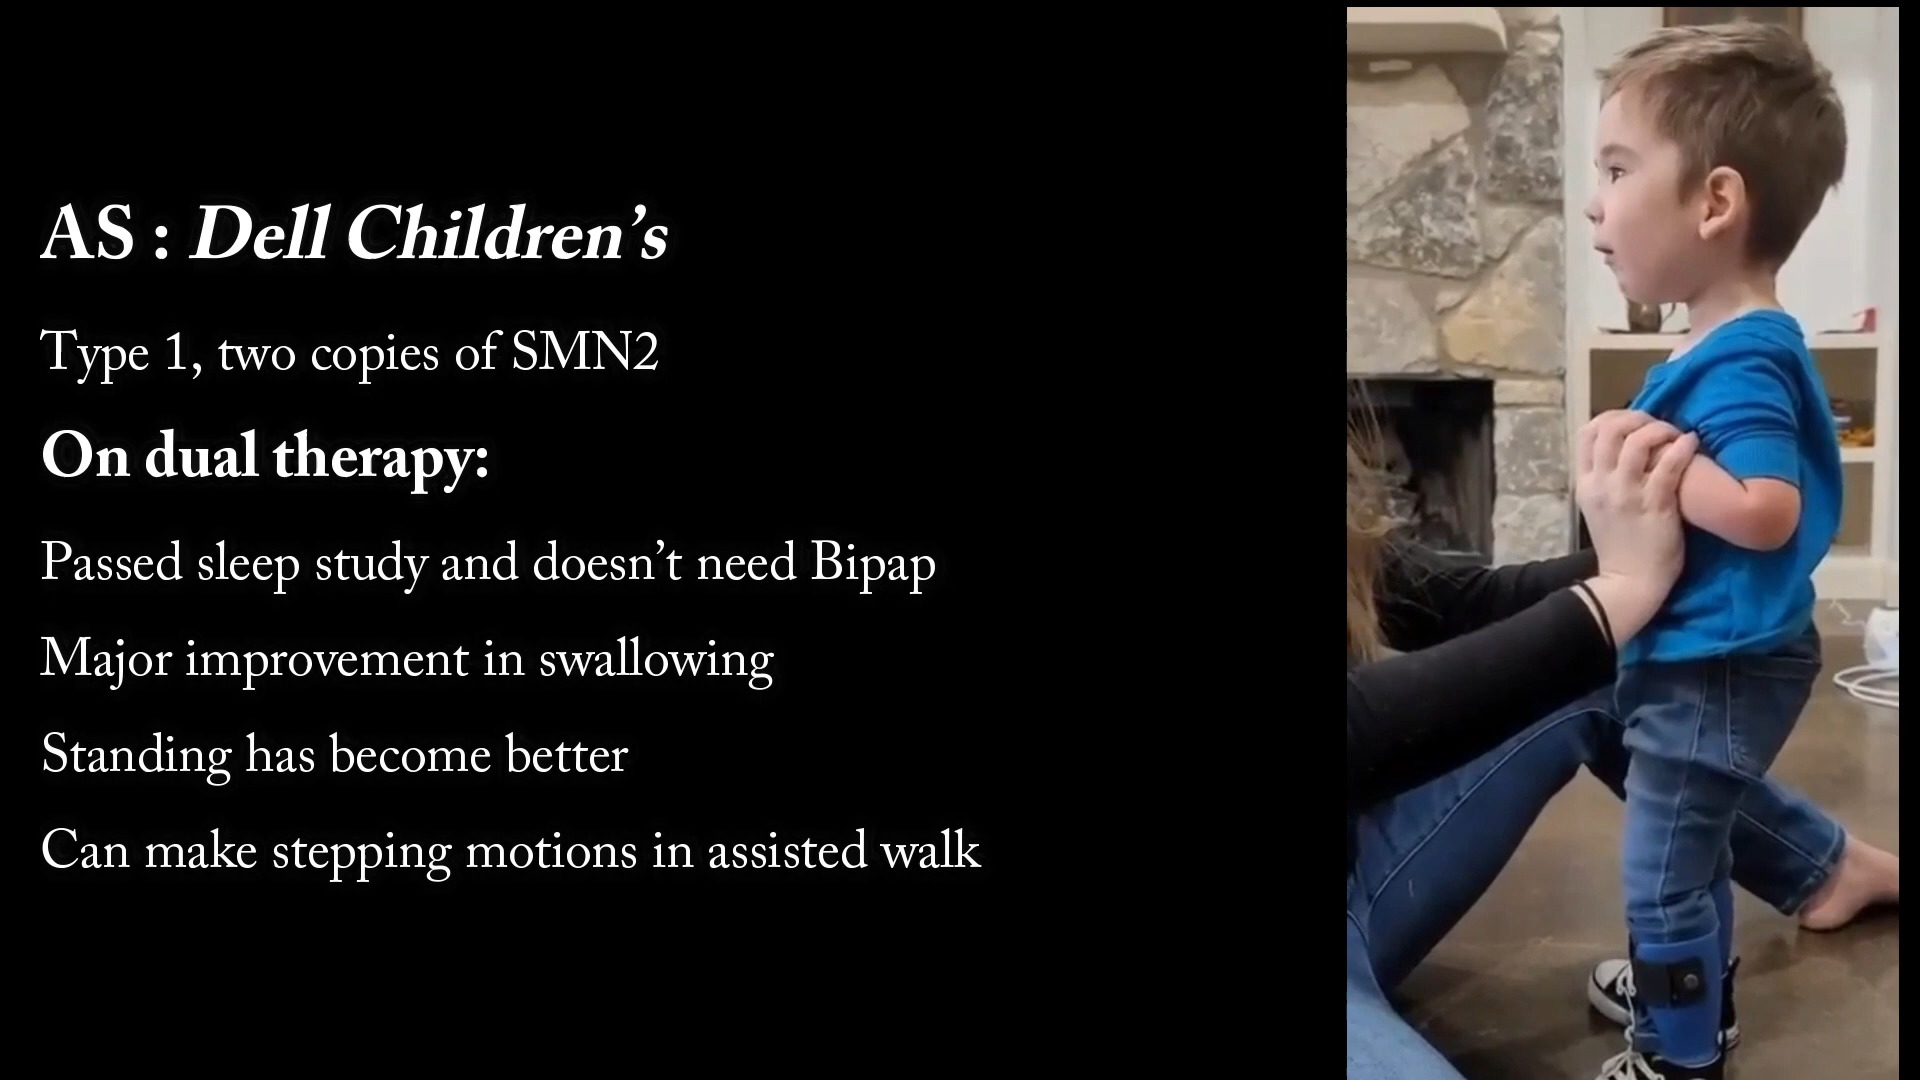 AS : Dell Children’s
Type 1, two copies of SMN2
On dual therapy:
Passed sleep study and doesn’t need Bipap
Major improvement in swallowing
Standing has become better
Can make stepping motions in assisted walk